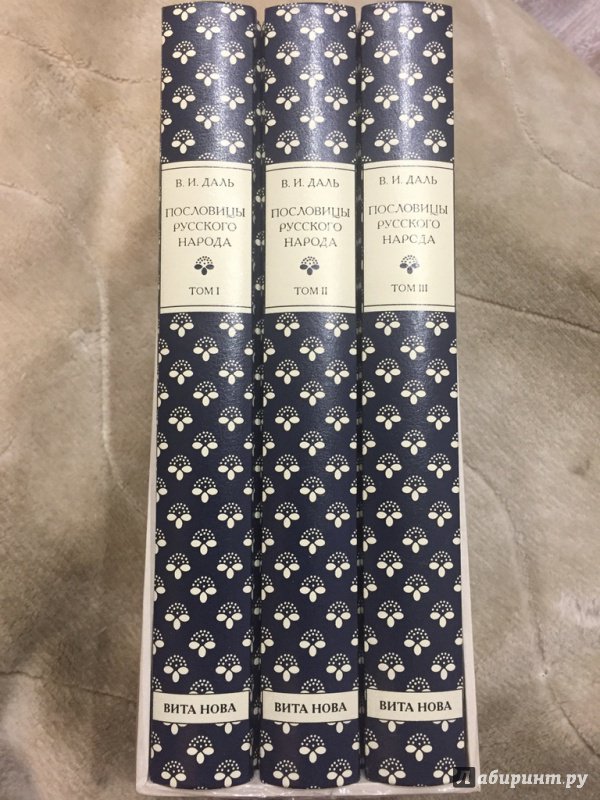 В. И. ДАЛЬ
ПОСЛОВИЦЫ
РУССКОГО
НАРОДА
ТОМ I
ВИТА НОВА
В. И. ДАЛЬ
ПОСЛОВИЦЫ
РУССКОГО
НАРОДА
ТОМ II
ВИТА НОВА
В. И. ДАЛЬ
ПОСЛОВИЦЫ
РУССКОГО
НАРОДА
ТОМ III
ВИТА НОВА
Лабиринт.ру